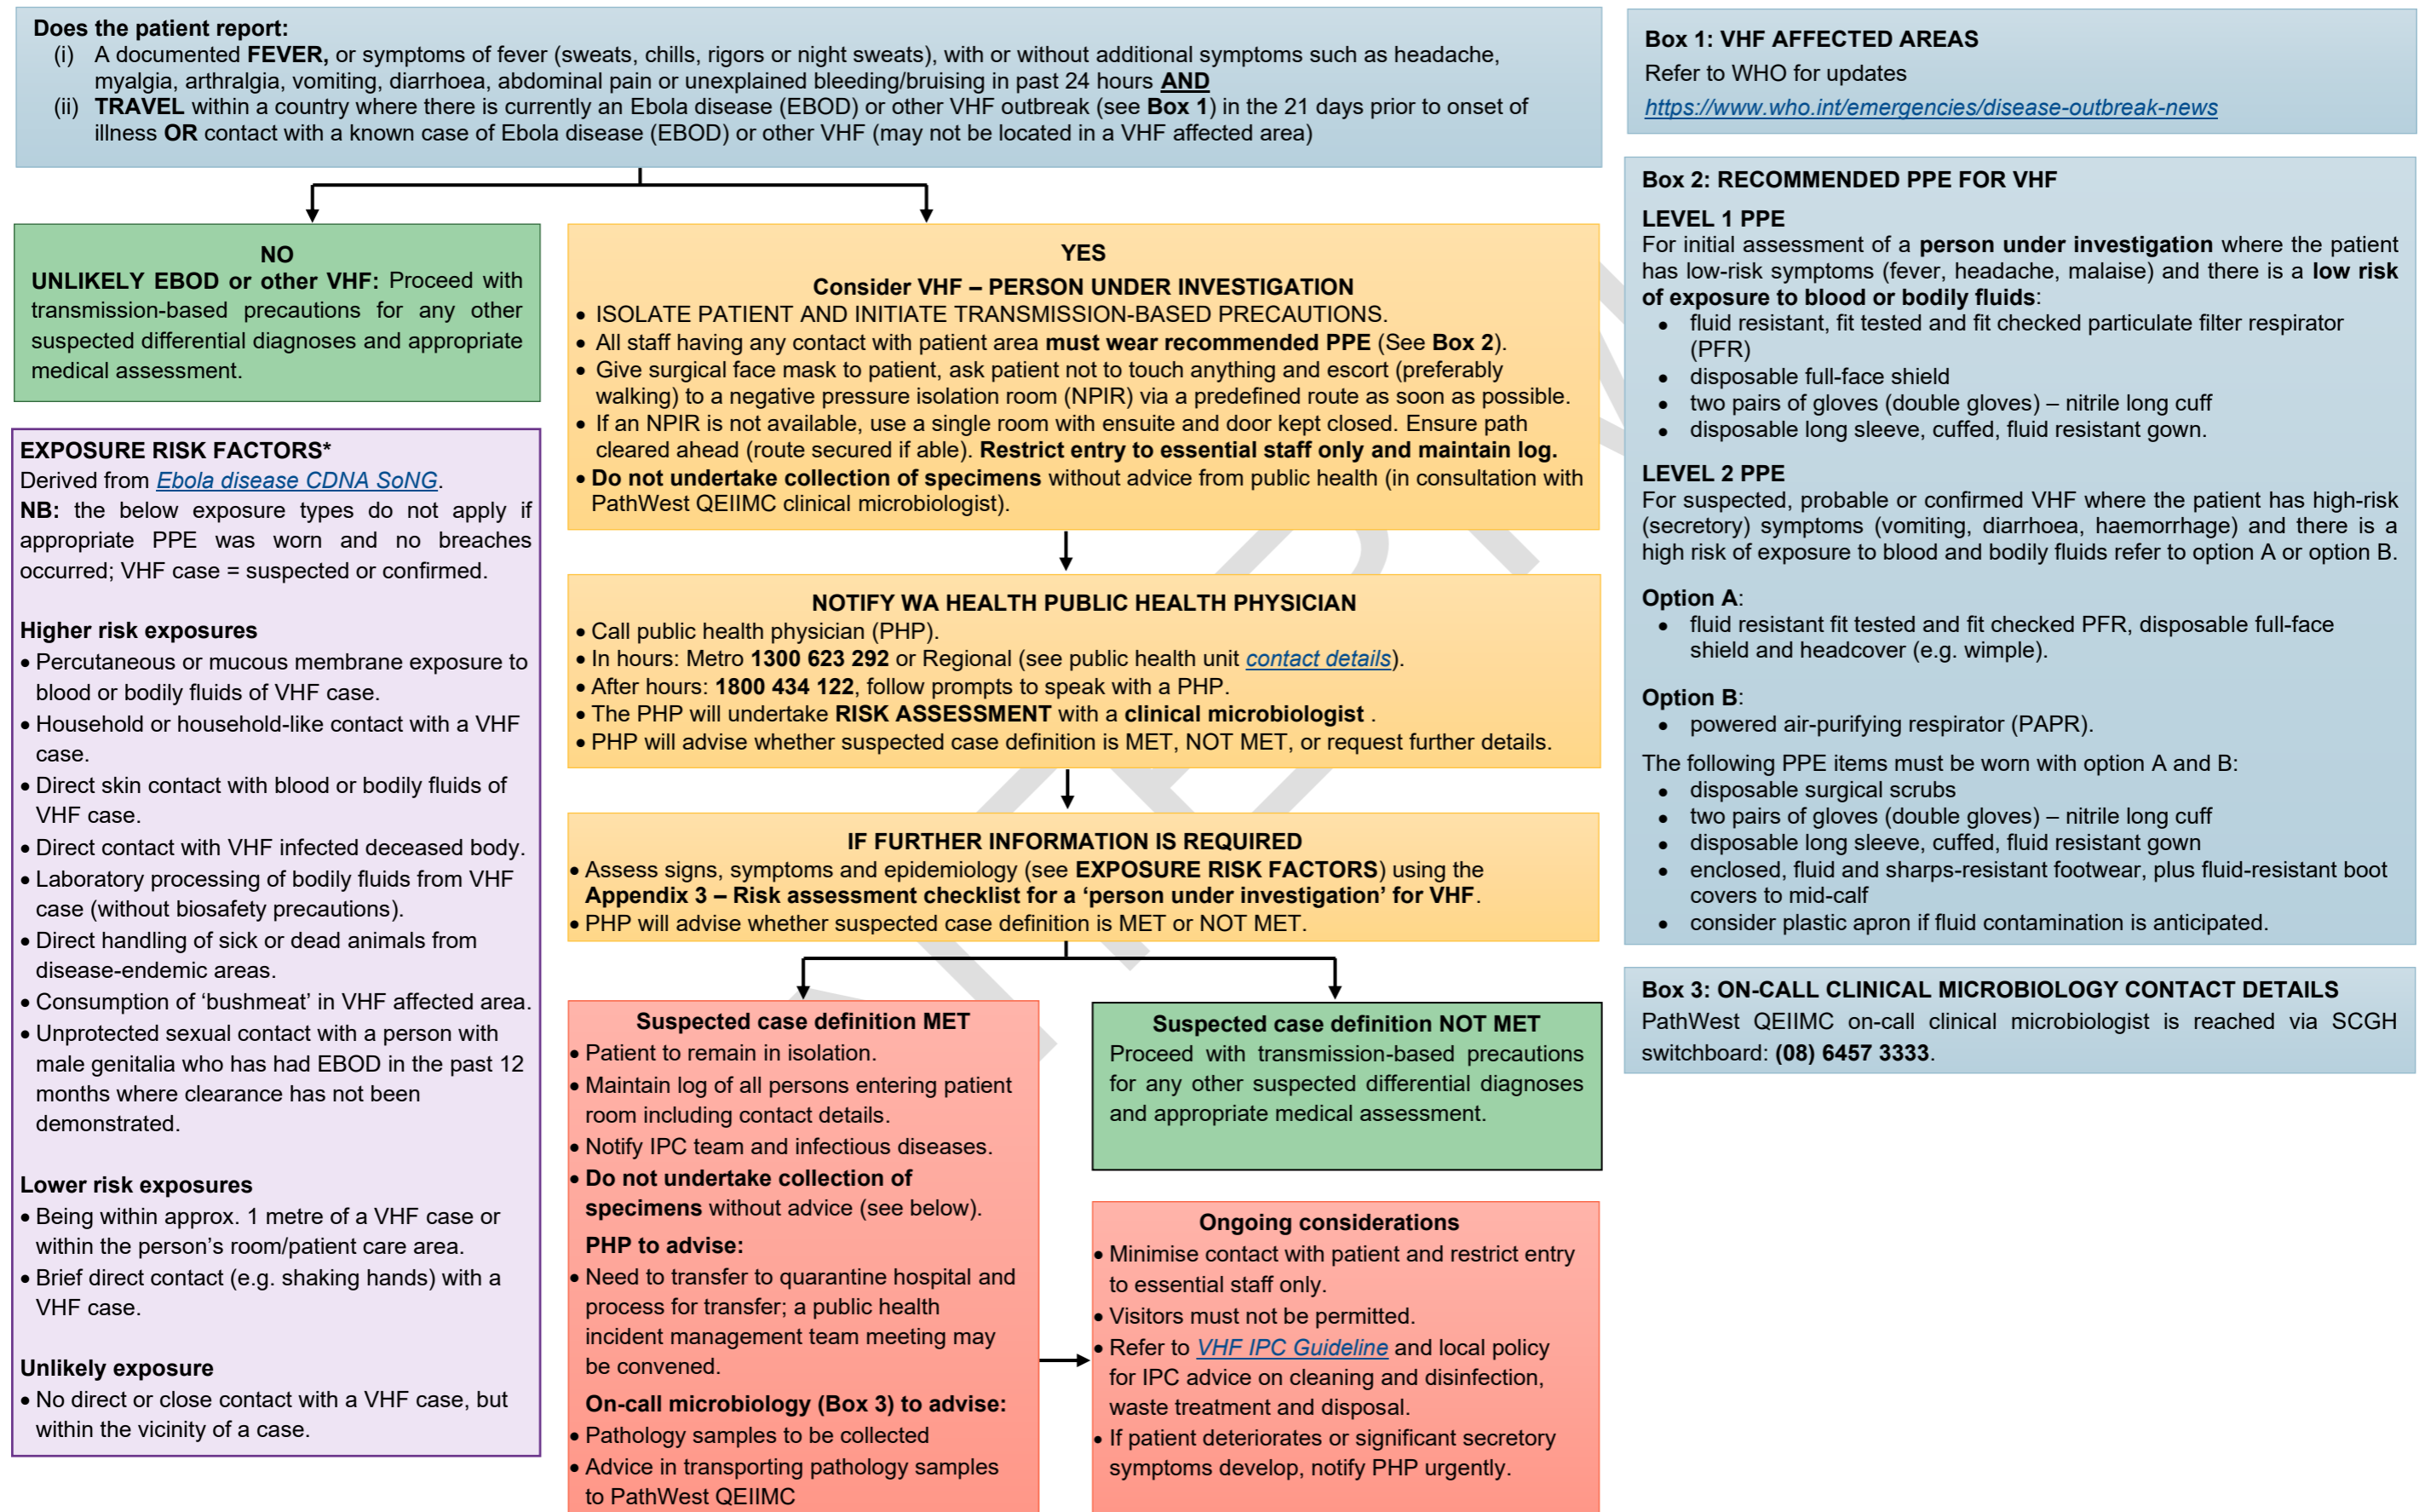 Does the patient report:
(i) A documented FEVER, or symptoms of fever (sweats, chills, rigors or night sweats), with or without additional symptoms such as headache,
myalgia, arthralgia, vomiting, diarrhoea, abdominal pain or unexplained bleeding/bruising in past 24 hours AND
(ii) TRAVEL within a country where there is currently an Ebola disease (EBOD) or other VHF outbreak (see Box 1) in the 21 days prior to onset of
illness OR contact with a known case of Ebola disease (EBOD) or other VHF (may not be located in a VHF affected area)
NO
UNLIKELY EBOD or other VHF: Proceed with
transmission-based precautions for any other
suspected differential diagnoses and appropriate
medical assessment.
EXPOSURE RISK FACTORS*
Derived from Ebola disease CDNA SoNG.
NB: the below exposure types do not apply if
appropriate PPE was worn and no breaches
occurred; VHF case = suspected or confirmed.
Higher risk exposures
• Percutaneous or mucous membrane exposure to
blood or bodily fluids of VHF case.
• Household or household-like contact with a VHF
case.
• Direct skin contact with blood or bodily fluids of
VHF case.
• Direct contact with VHF infected deceased body.
• Laboratory processing of bodily fluids from VHF
case (without biosafety precautions).
• Direct handling of sick or dead animals from
disease-endemic areas.
• Consumption of ‘bushmeat’ in VHF affected area.
• Unprotected sexual contact with a person with
male genitalia who has had EBOD in the past 12
months where clearance has not been
demonstrated.
Lower risk exposures
• Being within approx. 1 metre of a VHF case or
within the person’s room/patient care area.
• Brief direct contact (e.g. shaking hands) with a
VHF case.
Unlikely exposure
• No direct or close contact with a VHF case, but
within the vicinity of a case.
YES
Consider VHF – PERSON UNDER INVESTIGATION
• ISOLATE PATIENT AND INITIATE TRANSMISSION-BASED PRECAUTIONS.
• All staff having any contact with patient area must wear recommended PPE (See Box 2).
• Give surgical face mask to patient, ask patient not to touch anything and escort (preferably
walking) to a negative pressure isolation room (NPIR) via a predefined route as soon as possible.
• If an NPIR is not available, use a single room with ensuite and door kept closed. Ensure path
cleared ahead (route secured if able). Restrict entry to essential staff only and maintain log.
• Do not undertake collection of specimens without advice from public health (in consultation with
PathWest QEIIMC clinical microbiologist).
NOTIFY WA HEALTH PUBLIC HEALTH PHYSICIAN
• Call public health physician (PHP).
• In hours: Metro 1300 623 292 or Regional (see public health unit contact details).
• After hours: 1800 434 122, follow prompts to speak with a PHP.
• The PHP will undertake RISK ASSESSMENT with a clinical microbiologist .
• PHP will advise whether suspected case definition is MET, NOT MET, or request further details.
IF FURTHER INFORMATION IS REQUIRED
• Assess signs, symptoms and epidemiology (see EXPOSURE RISK FACTORS) using the
Appendix 3 – Risk assessment checklist for a ‘person under investigation’ for VHF.
• PHP will advise whether suspected case definition is MET or NOT MET.
Suspected case definition MET
• Patient to remain in isolation.
• Maintain log of all persons entering patient
room including contact details.
• Notify IPC team and infectious diseases.
• Do not undertake collection of
specimens without advice (see below).
PHP to advise:
• Need to transfer to quarantine hospital and
process for transfer; a public health
incident management team meeting may
be convened.
On-call microbiology (Box 3) to advise:
• Pathology samples to be collected
• Advice in transporting pathology samples
to PathWest QEIIMC
Suspected case definition NOT MET
Proceed with transmission-based precautions
for any other suspected differential diagnoses
and appropriate medical assessment.
Ongoing considerations
• Minimise contact with patient and restrict entry
to essential staff only.
• Visitors must not be permitted.
• Refer to VHF IPC Guideline and local policy
for IPC advice on cleaning and disinfection,
waste treatment and disposal.
• If patient deteriorates or significant secretory
symptoms develop, notify PHP urgently.
Box 1: VHF AFFECTED AREAS
Refer to WHO for updates
https://www.who.int/emergencies/disease-outbreak-news
Box 2: RECOMMENDED PPE FOR VHF
LEVEL 1 PPE
For initial assessment of a person under investigation where the patient
has low-risk symptoms (fever, headache, malaise) and there is a low risk
of exposure to blood or bodily fluids:
• fluid resistant, fit tested and fit checked particulate filter respirator
(PFR)
• disposable full-face shield
• two pairs of gloves (double gloves) – nitrile long cuff
• disposable long sleeve, cuffed, fluid resistant gown.
LEVEL 2 PPE
For suspected, probable or confirmed VHF where the patient has high-risk
(secretory) symptoms (vomiting, diarrhoea, haemorrhage) and there is a
high risk of exposure to blood and bodily fluids refer to option A or option B.
Option A:
• fluid resistant fit tested and fit checked PFR, disposable full-face
shield and headcover (e.g. wimple).
Option B:
• powered air-purifying respirator (PAPR).
The following PPE items must be worn with option A and B:
• disposable surgical scrubs
• two pairs of gloves (double gloves) – nitrile long cuff
• disposable long sleeve, cuffed, fluid resistant gown
• enclosed, fluid and sharps-resistant footwear, plus fluid-resistant boot
covers to mid-calf
• consider plastic apron if fluid contamination is anticipated.
Box 3: ON-CALL CLINICAL MICROBIOLOGY CONTACT DETAILS
PathWest QEIIMC on-call clinical microbiologist is reached via SCGH
switchboard: (08) 6457 3333.